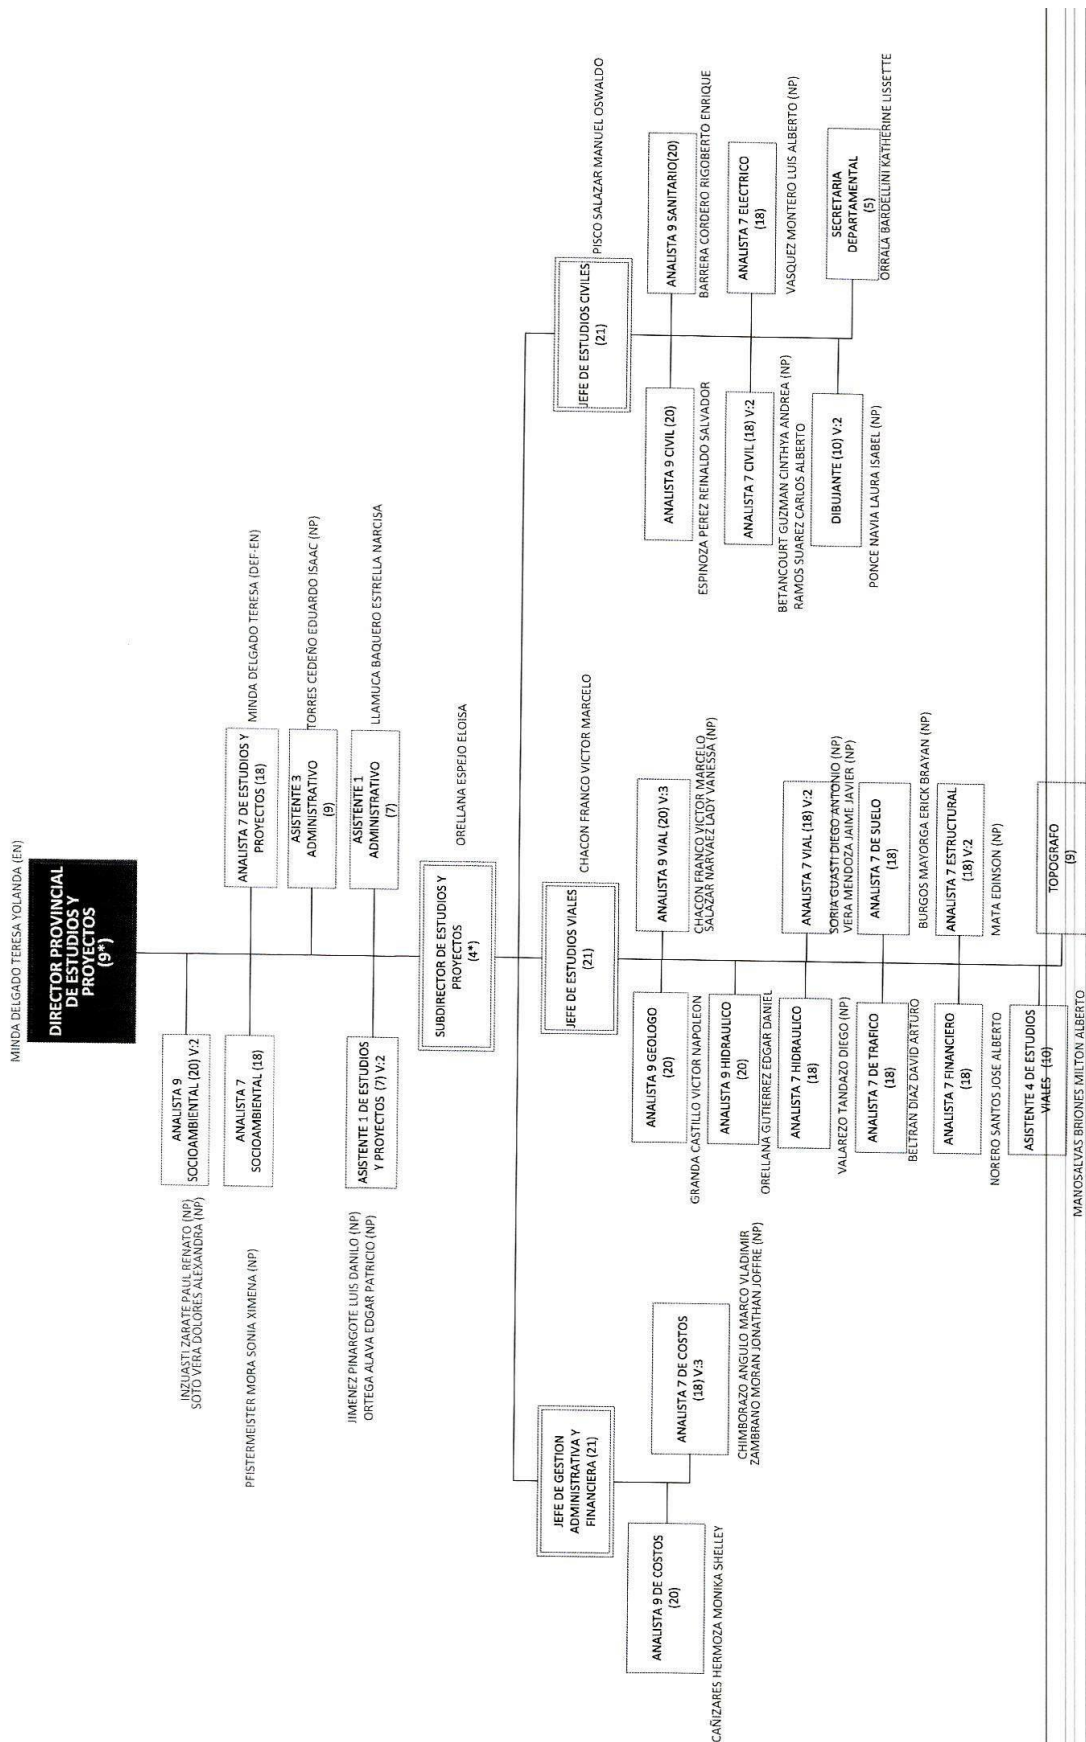 MINDA DELGADO TERESA YOLANDA (EN)
DIRECTOR PROVINCIAL
DE ESTUDIOS Y
PROYECTOS
(9*)
ANALISTA 9
SOCIOAMBIENTAL (20) V:2
INZUASTI ZARATE PAUL RENATO (NP)
SOTO VERA DOLORES ALEXANDRA (NP)
ANALISTA 7
SOCIOAMBIENTAL (18)
PFISTERMEISTER MORA SONIA XIMENA (NP)
ANALISTA 7 DE ESTUDIOS Y
PROYECTOS (18)
MINDA DELGADO TERESA (DEF-EN)
ASISTENTE 3
ADMINISTRATIVO
(9)
TORRES CEDEÑO EDUARDO ISAAC (NP)
ASISTENTE 1 DE ESTUDIOS
Y PROYECTOS (7) V:2
JIMENEZ PINARGOTE LUIS DANILO (NP)
ORTEGA ALAVA EDGAR PATRICIO (NP)
ASISTENTE 1
ADMINISTRATIVO
(7)
LLAMUCA BAQUERO ESTRELLA NARCISA
SUBDIRECTOR DE ESTUDIOS Y
PROYECTOS
(4*)
ORELLANA ESPEJO ELOISA
JEFE DE GESTION
ADMINISTRATIVA Y
FINANCIERA (21)
ANALISTA 9 DE COSTOS
(20)
CAÑIZARES HERMOZA MONIKA SHELLEY
ANALISTA 7 DE COSTOS
(18) V:3
CHIMBORAZO ANGULO MARCO VLADIMIR
ZAMBRANO MORAN JONATHAN JOFFRE (NP)
JEFE DE ESTUDIOS VIALES
(21)
CHACON FRANCO VICTOR MARCELO
ANALISTA 9 GEOLOGO
(20)
GRANDA CASTILLO VICTOR NAPOLEON
ANALISTA 9 VIAL (20) V:3
CHACON FRANCO VICTOR MARCELO
SALAZAR NARVAEZ LADY VANESSA (NP)
ANALISTA 9 HIDRAULICO
(20)
ORELLANA GUTIERREZ EDGAR DANIEL
ANALISTA 7 HIDRAULICO
(18)
VALAREZO TANDAZO DIEGO (NP)
ANALISTA 7 VIAL (18) V:2
SORIA GUASTI DIEGO ANTONIO (NP)
VERA MENDOZA JAIME JAVIER (NP)
ANALISTA 7 DE TRAFICO
(18)
BELTRAN DIAZ DAVID ARTURO
ANALISTA 7 DE SUELO
(18)
BURGOS MAYORGA ERICK BRAYAN (NP)
ANALISTA 7 FINANCIERO
(18)
NORERO SANTOS JOSE ALBERTO
ANALISTA 7 ESTRUCTURAL
(18) V:2
MATA EDINSON (NP)
ASISTENTE 4 DE ESTUDIOS
VIALES (10)
MANOSALVAS BRIONES MILTON ALBERTO
TOPOGRAFO
(9)
JEFE DE ESTUDIOS CIVILES
(21)
PISCO SALAZAR MANUEL OSWALDO
ANALISTA 9 CIVIL (20)
ESPINOZA PEREZ REINALDO SALVADOR
ANALISTA 9 SANITARIO(20)
BARRERA CORDERO RIGOBERTO ENRIQUE
ANALISTA 7 CIVIL (18) V:2
BETANCOURT GUZMAN CINTHYA ANDREA (NP)
RAMOS SUAREZ CARLOS ALBERTO
ANALISTA 7 ELECTRICO
(18)
VASQUEZ MONTERO LUIS ALBERTO (NP)
DIBUJANTE (10) V:2
PONCE NAVIA LAURA ISABEL (NP)
SECRETARIA
DEPARTAMENTAL
(5)
ORRALA BARDELLINI KATHERINE LISSETTE